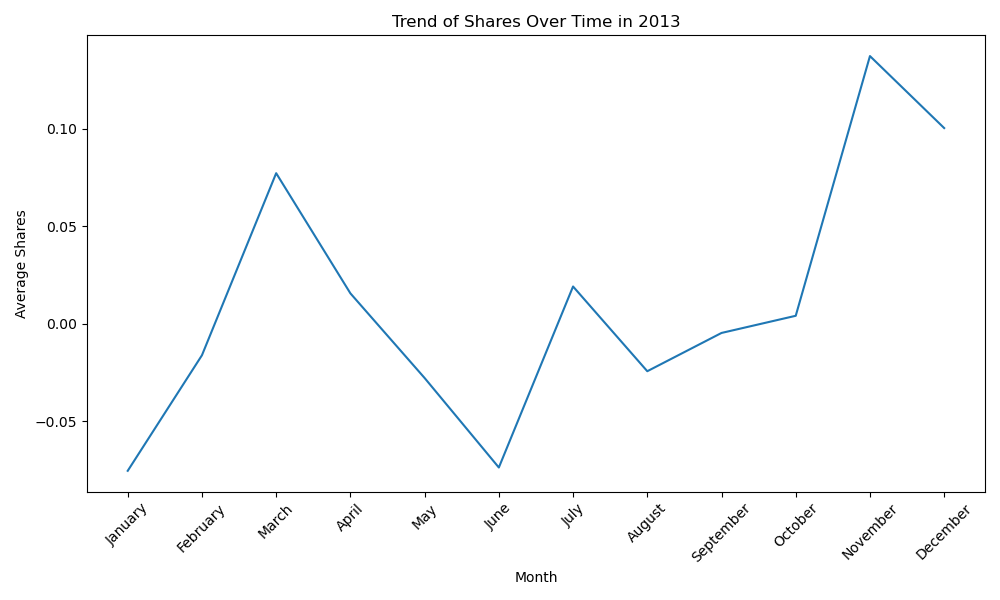 Trend of Shares Over Time in 2013
Average Shares
0.10
0.05
0.00
−0.05
January
February
March
April
May
June
July
August
September
October
November
December
Month